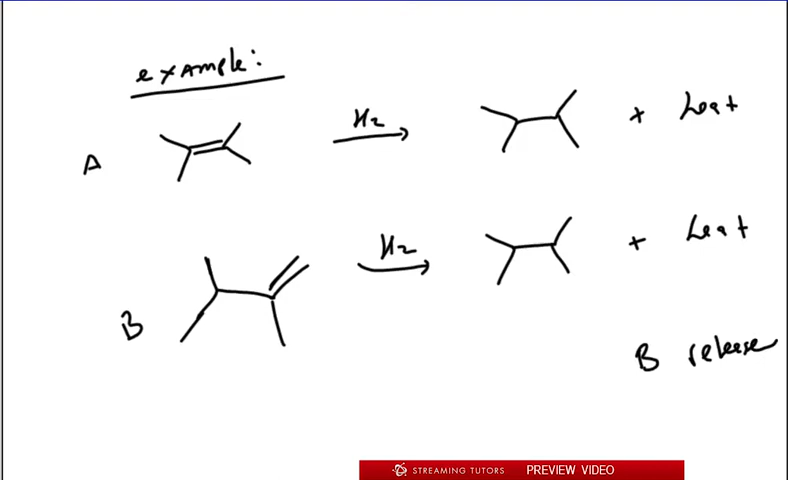 example:
A H2 + heat
B H2 + heat
B release
STREAMING TUTORS PREVIEW VIDEO